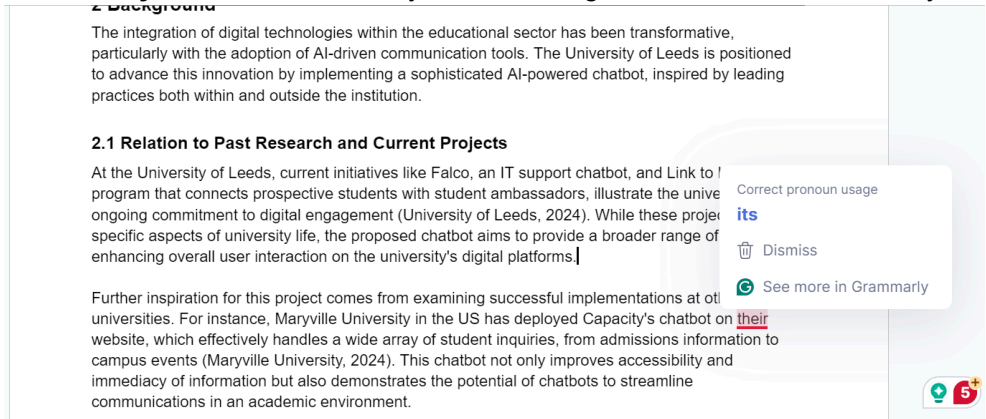 2 Background
The integration of digital technologies within the educational sector has been transformative,
particularly with the adoption of AI-driven communication tools. The University of Leeds is positioned
to advance this innovation by implementing a sophisticated AI-powered chatbot, inspired by leading
practices both within and outside the institution.
2.1 Relation to Past Research and Current Projects
At the University of Leeds, current initiatives like Falco, an IT support chatbot, and Link to
program that connects prospective students with student ambassadors, illustrate the
ongoing commitment to digital engagement (University of Leeds, 2024). While these
specific aspects of university life, the proposed chatbot aims to provide a broader range of
enhancing overall user interaction on the university's digital platforms.
Correct pronoun usage
its
Dismiss
See more in Grammarly
Further inspiration for this project comes from examining successful implementations at
universities. For instance, Maryville University in the US has deployed Capacity's chatbot on their
website, which effectively handles a wide array of student inquiries, from admissions information to
campus events (Maryville University, 2024). This chatbot not only improves accessibility and
immediacy of information but also demonstrates the potential of chatbots to streamline
communications in an academic environment.
5+